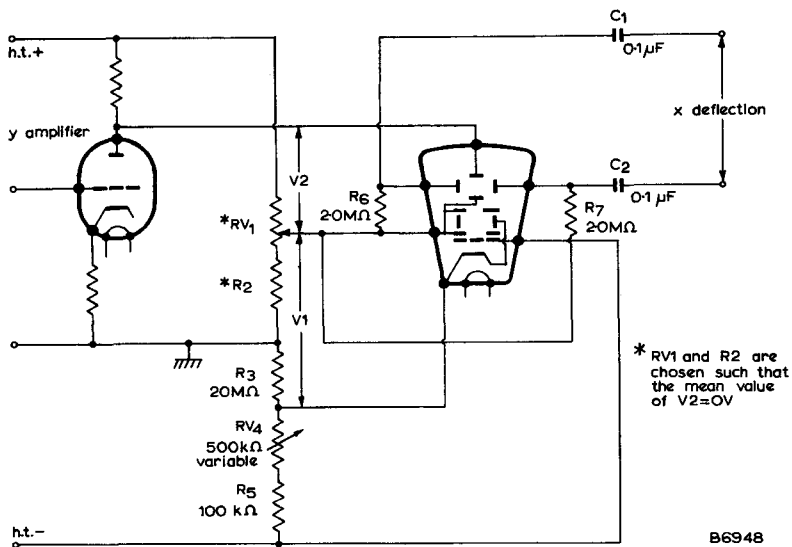 h.t.+
y amplifier
*RV1
*R2
V2
V1
R3
20MΩ
RV4
500kΩ
variable
R5
100 kΩ
h.t.-
R6
2·0MΩ
C1
0·1µF
x deflection
C2
0·1µF
R7
2·0MΩ
* RV1 and R2 are
chosen such that
the mean value
of V2=0V
B6948